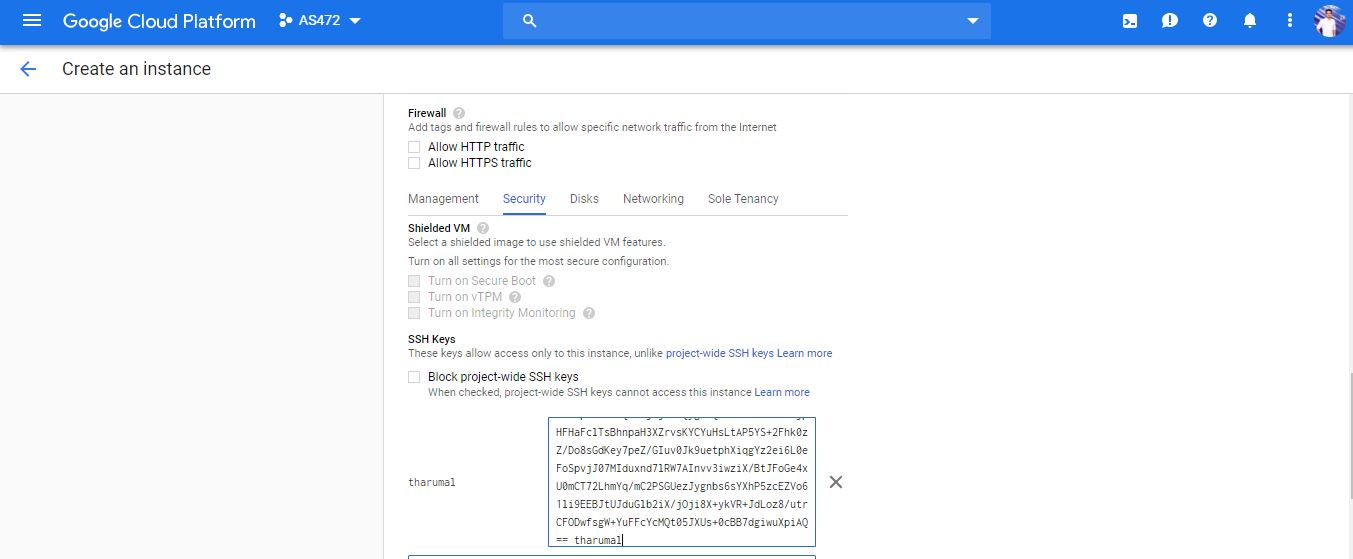 Google Cloud Platform AS472
Create an instance
Firewall
Add tags and firewall rules to allow specific network traffic from the Internet
Allow HTTP traffic
Allow HTTPS traffic
Management Security Disks Networking Sole Tenancy
Shielded VM
Select a shielded image to use shielded VM features.
Turn on all settings for the most secure configuration.
Turn on Secure Boot
Turn on vTPM
Turn on Integrity Monitoring
SSH Keys
These keys allow access only to this instance, unlike project-wide SSH keys Learn more
Block project-wide SSH keys
When checked, project-wide SSH keys cannot access this instance Learn more
HFHaFclTsBhnpaH3XZrvsKYCYuHsLtAP5YS+2Fhk0z
Z/Do8sGdKey7peZ/GIuv0Jk9uetphXiqgYz2ei6L0e
FoSpvjJ07MIduxnd7lRW7AInvv3iwziX/BtJFoGe4x
tharumal
U0mCT72LhmYq/mC2PSGUezJygnbs6sYXhP5zcEZVo6
1li9EEBJtUJduGlb2iX/jOji8X+ykVR+JdLoz8/utr
CFODwfsgW+YuFFcYcMQt05JXUs+0cBB7dgiwuXpiAQ
== tharumal